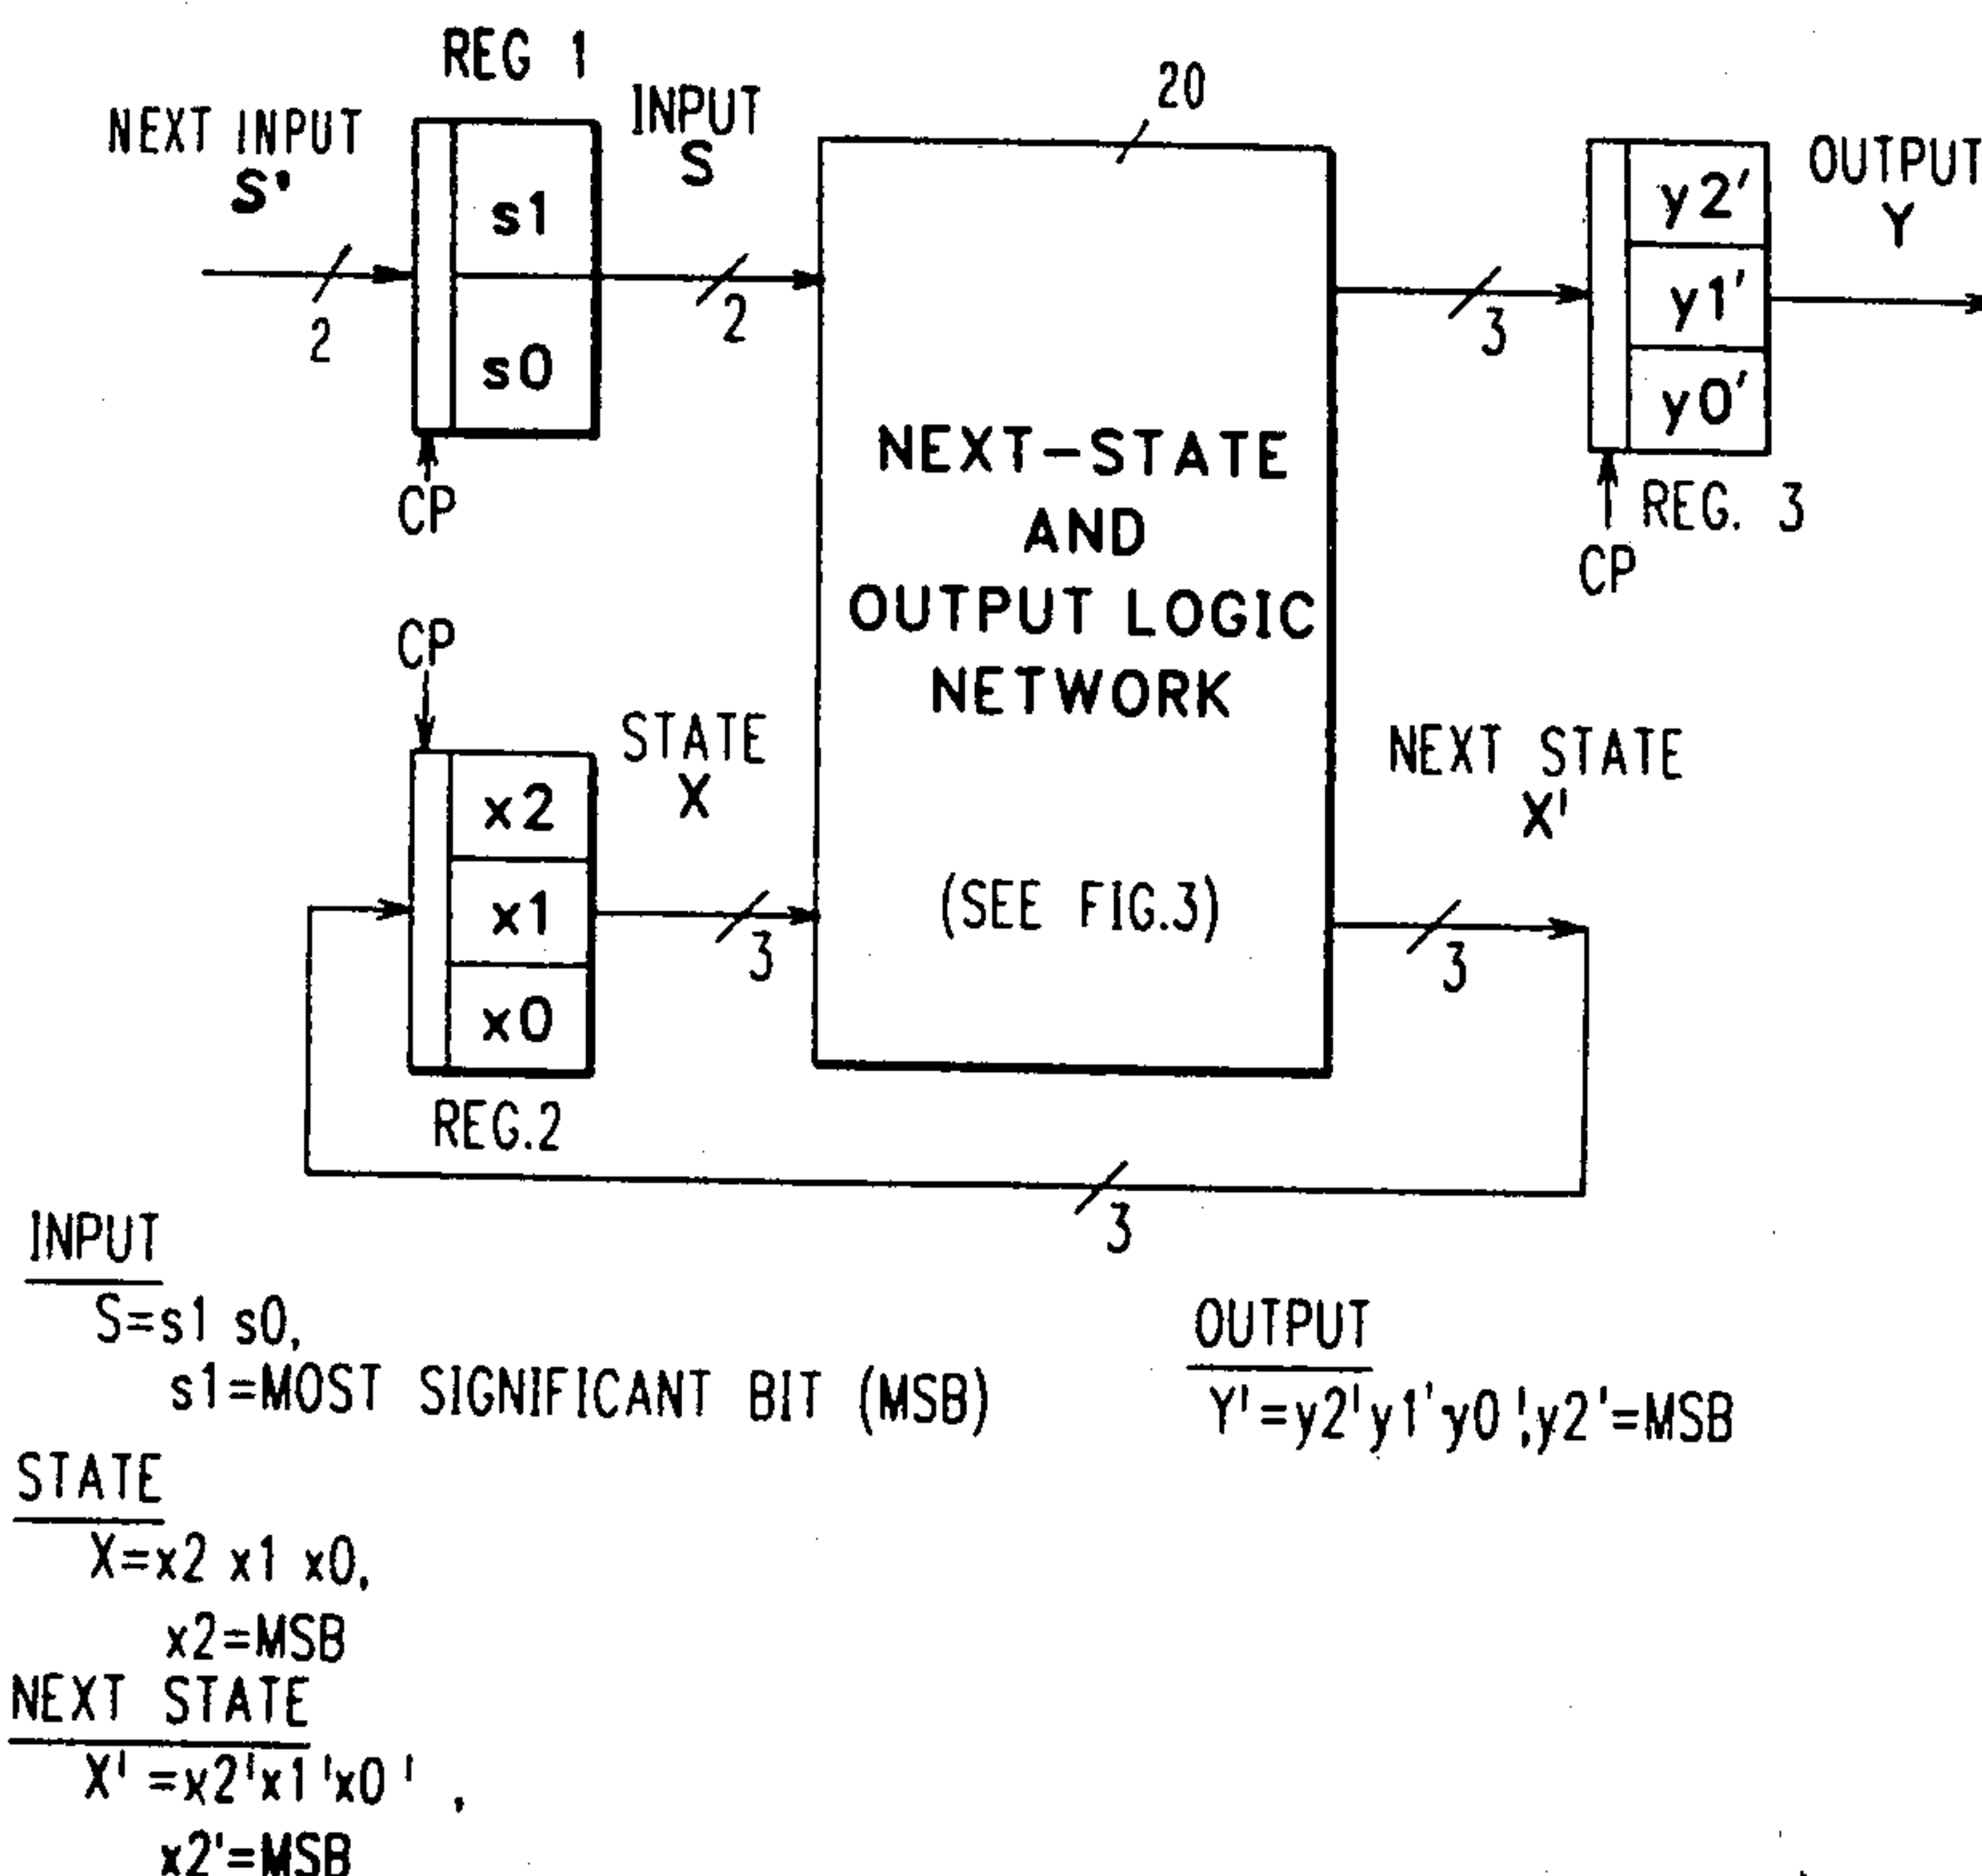 REG 1
NEXT INPUT
S'
INPUT
S
20
OUTPUT
Y
s1
s0
2
2
3
y2'
y1'
y0'
CP
REG. 3
CP
NEXT-STATE
AND
OUTPUT LOGIC
NETWORK
(SEE FIG.3)
CP
STATE
X
NEXT STATE
X'
x2
x1
x0
3
3
REG.2
3
INPUT
S=s1 s0,
s1=MOST SIGNIFICANT BIT (MSB)
OUTPUT
Y'=y2'y1'y0';y2'=MSB
STATE
X=x2 x1 x0,
x2=MSB
NEXT STATE
X'=x2'x1'x0',
x2'=MSB